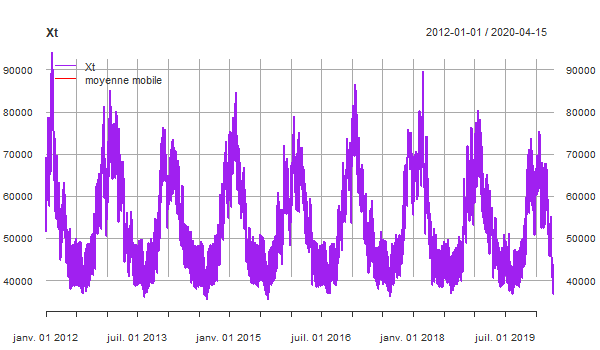 Xt
2012-01-01 / 2020-04-15
Xt
moyenne mobile
90000 90000
80000 80000
70000 70000
60000 60000
50000 50000
40000 40000
janv. 01 2012 juil. 01 2013 janv. 01 2015 juil. 01 2016 janv. 01 2018 juil. 01 2019